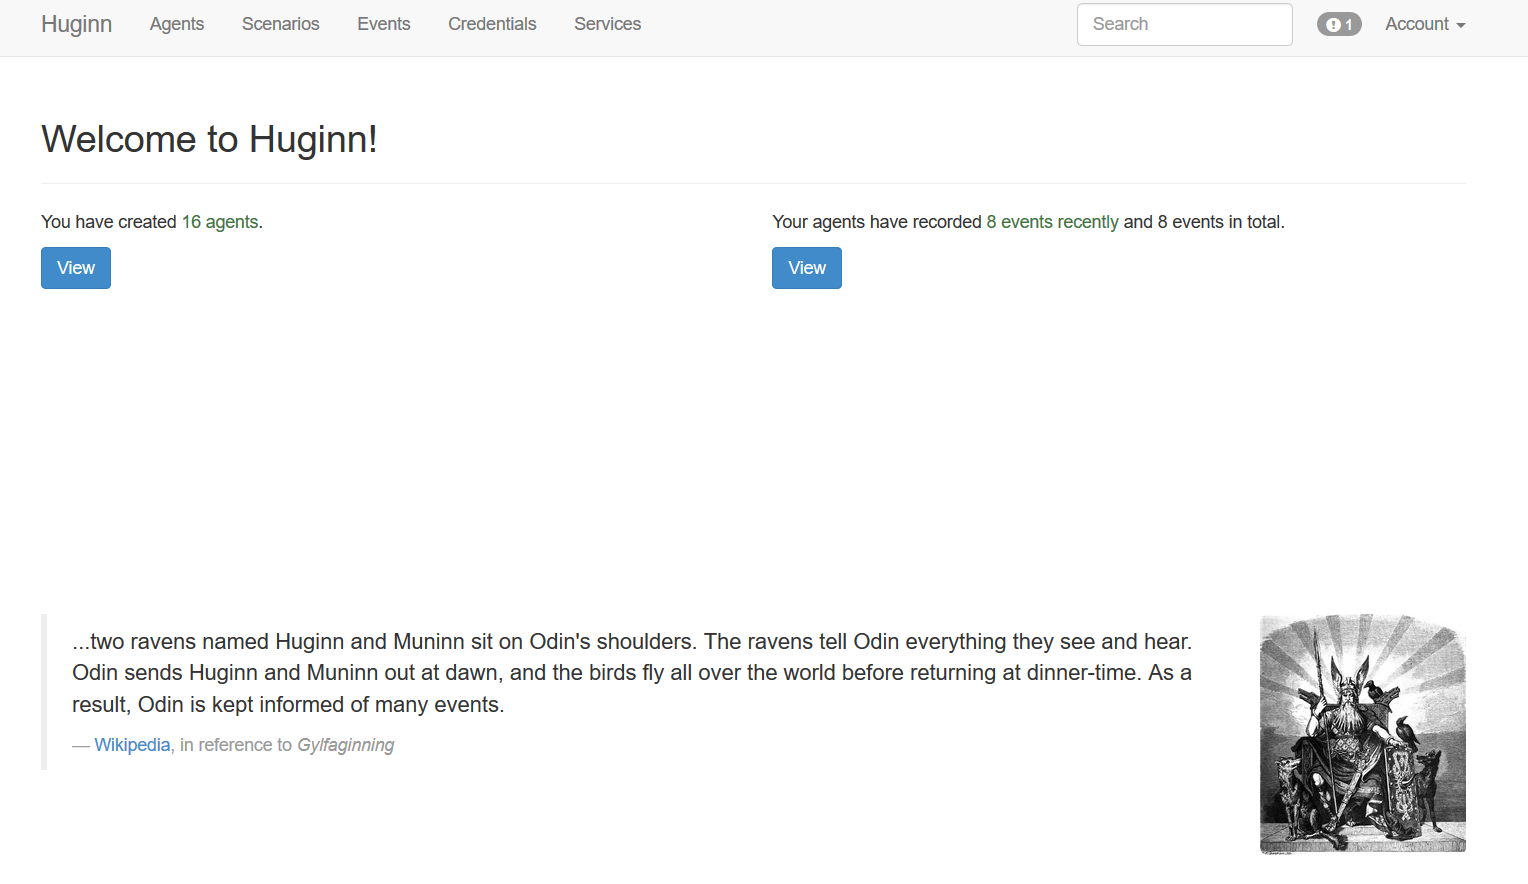 Huginn Agents Scenarios Events Credentials Services Search 1 Account
Welcome to Huginn!
You have created 16 agents.
View
Your agents have recorded 8 events recently and 8 events in total.
View
...two ravens named Huginn and Muninn sit on Odin's shoulders. The ravens tell Odin everything they see and hear.
Odin sends Huginn and Muninn out at dawn, and the birds fly all over the world before returning at dinner-time. As a
result, Odin is kept informed of many events.
— Wikipedia, in reference to Gylfaginning